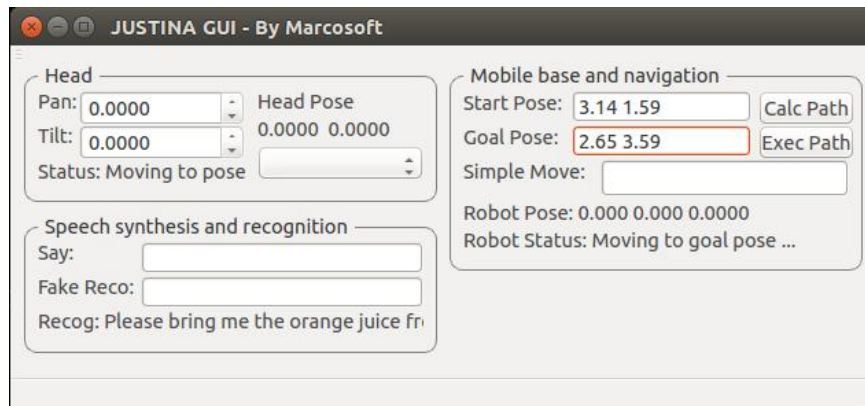 JUSTINA GUI - By Marcosoft
Head
Pan: 0.0000
Tilt: 0.0000
Head Pose
0.0000 0.0000
Status: Moving to pose
Speech synthesis and recognition
Say:
Fake Reco:
Recog: Please bring me the orange juice
Mobile base and navigation
Start Pose: 3.14 1.59 Calc Path
Goal Pose: 2.65 3.59 Exec Path
Simple Move:
Robot Pose: 0.000 0.000 0.0000
Robot Status: Moving to goal pose ...